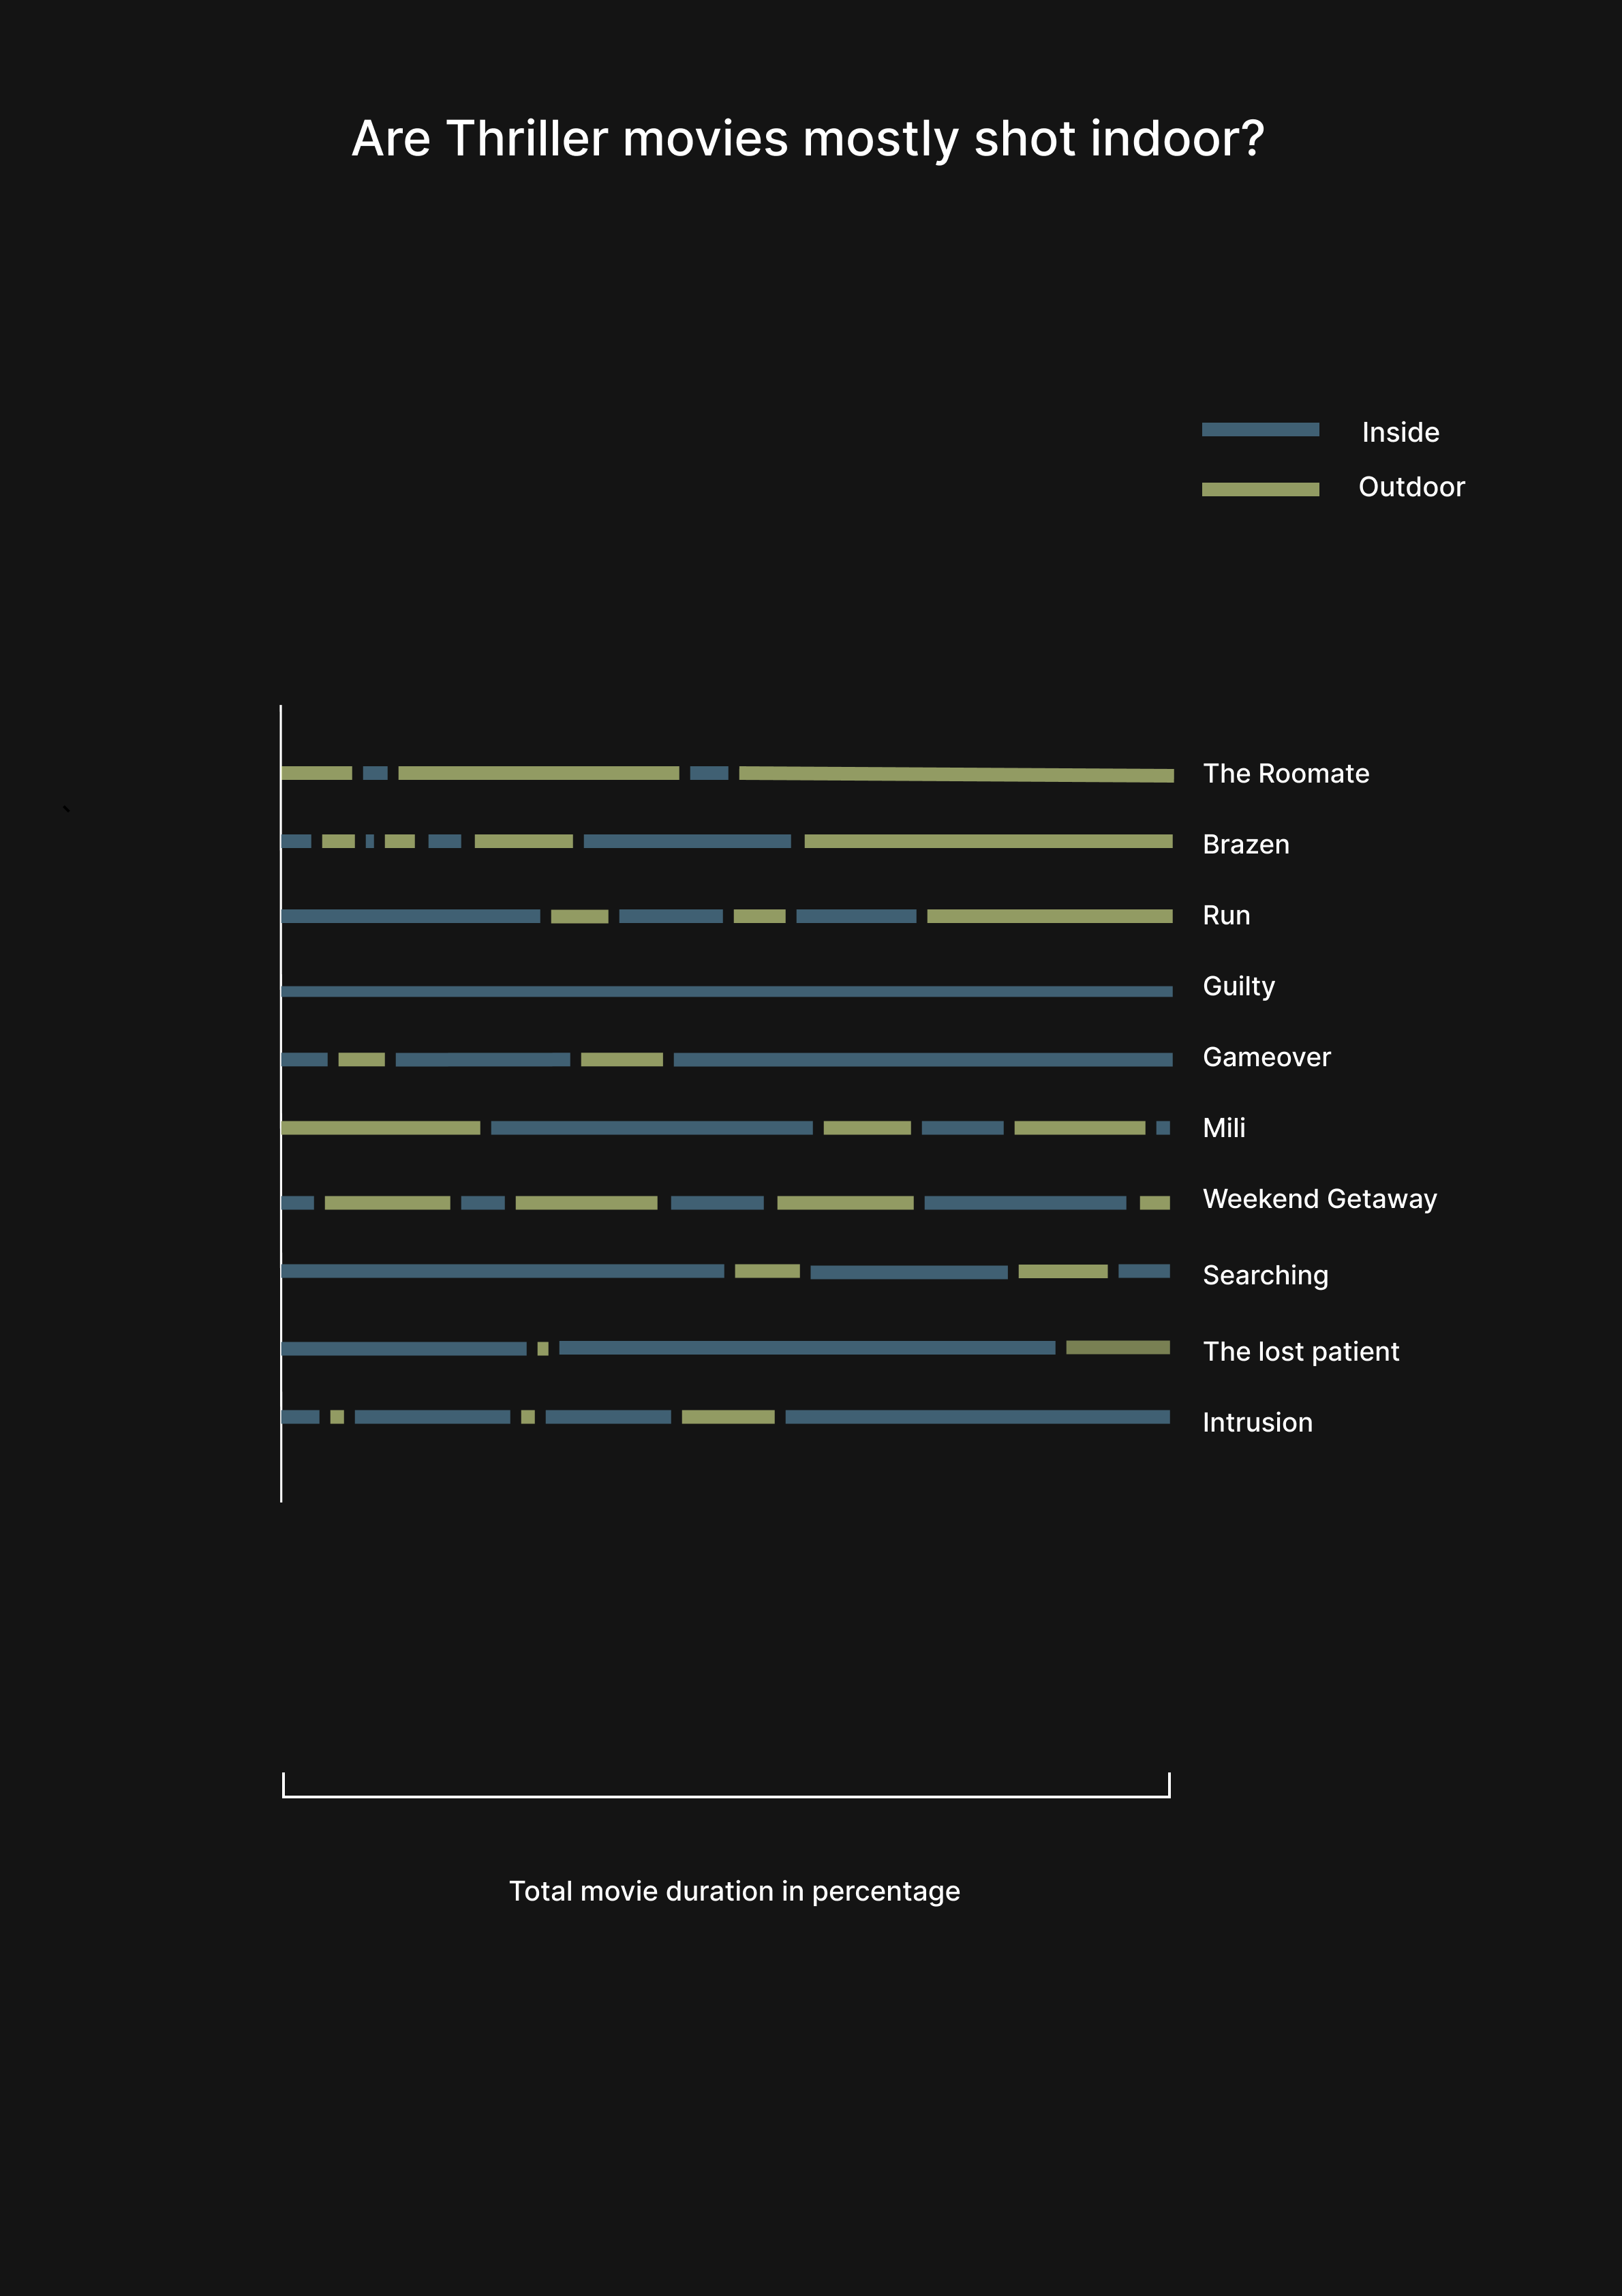 Are Thriller movies mostly shot indoor?
Inside
Outdoor
The Roomate
`
Brazen
Run
Guilty
Gameover
Mili
Weekend Getaway
Searching
The lost patient
Intrusion
Total movie duration in percentage